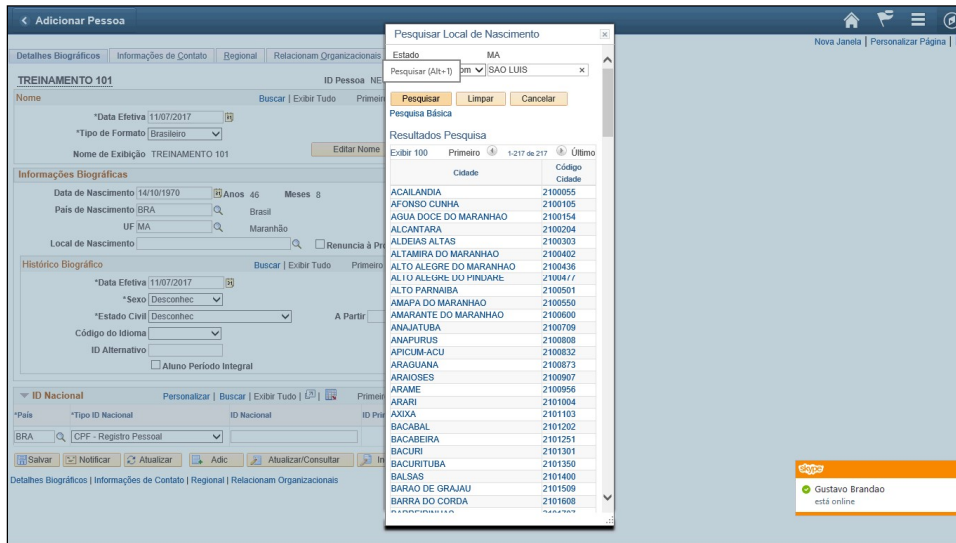 Adicionar Pessoa
Nova Janela | Personalizar Página |
Detalhes Biográficos Informações de Contato Regional Relacionam Organizacionais
TREINAMENTO 101 ID Pessoa NE
Nome Buscar | Exibir Tudo Primeir
*Data Efetiva 11/07/2017
*Tipo de Formato Brasileiro
Nome de Exibição TREINAMENTO 101 Editar Nome
Informações Biográficas
Data de Nascimento 14/10/1970 Anos 46 Meses 8
País de Nascimento BRA Brasil
UF MA Maranhão
Local de Nascimento Renuncia à Pro
Histórico Biográfico Buscar | Exibir Tudo Primeiro
*Data Efetiva 11/07/2017
*Sexo Desconhec
*Estado Civil Desconhec A Partir
Código do Idioma
ID Alternativo
Aluno Período Integral
ID Nacional Personalizar | Buscar | Exibir Tudo | Primeir
*País *Tipo ID Nacional ID Nacional ID Prin
BRA CPF - Registro Pessoal
Salvar Notificar Atualizar Adic Atualizar/Consultar In
Detalhes Biográficos | Informações de Contato | Regional | Relacionam Organizacionais
Pesquisar Local de Nascimento
Estado MA
Pesquisar (Alt+1) om SAO LUIS
Pesquisar Limpar Cancelar
Pesquisa Básica
Resultados Pesquisa
Exibir 100 Primeiro 1-217 de 217 Último
Cidade Código Cidade
ACAILANDIA 2100055
AFONSO CUNHA 2100105
AGUA DOCE DO MARANHAO 2100154
ALCANTARA 2100204
ALDEIAS ALTAS 2100303
ALTAMIRA DO MARANHAO 2100402
ALTO ALEGRE DO MARANHAO 2100436
ALTO ALEGRE DO PINDARE 2100477
ALTO PARNAIBA 2100501
AMAPA DO MARANHAO 2100550
AMARANTE DO MARANHAO 2100600
ANAJATUBA 2100709
ANAPURUS 2100808
APICUM-ACU 2100832
ARAGUANA 2100873
ARAIOSES 2100907
ARAME 2100956
ARARI 2101004
AXIXA 2101103
BACABAL 2101202
BACABEIRA 2101251
BACURI 2101301
BACURITUBA 2101350
BALSAS 2101400
BARAO DE GRAJAU 2101509
BARRA DO CORDA 2101608
skype
Gustavo Brandao
está online